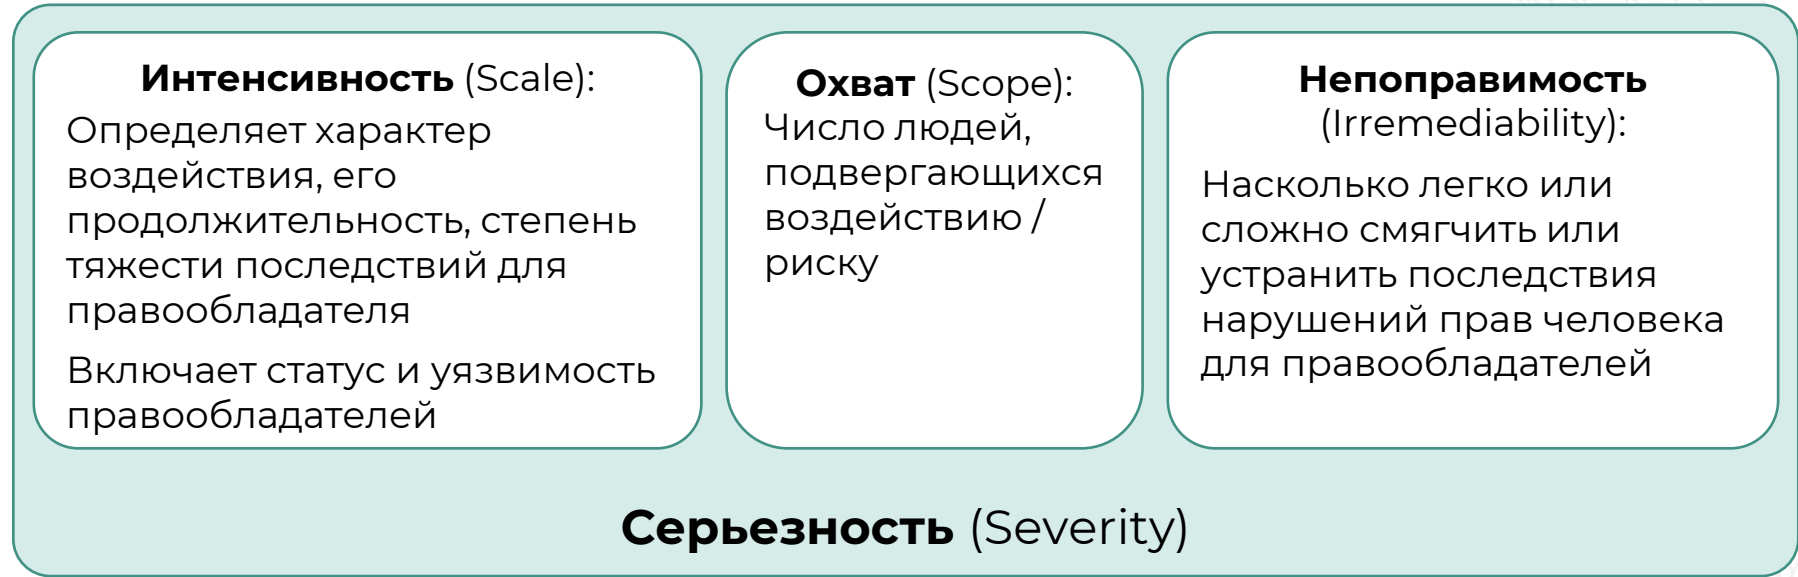 Интенсивность (Scale):
Определяет характер
воздействия, его
продолжительность, степень
тяжести последствий для
правообладателя
Включает статус и уязвимость
правообладателей
Охват (Scope):
Число людей,
подвергающихся
воздействию /
риску
Непоправимость
(Irremediability):
Насколько легко или
сложно смягчить или
устранить последствия
нарушений прав человека
для правообладателей
Серьезность (Severity)